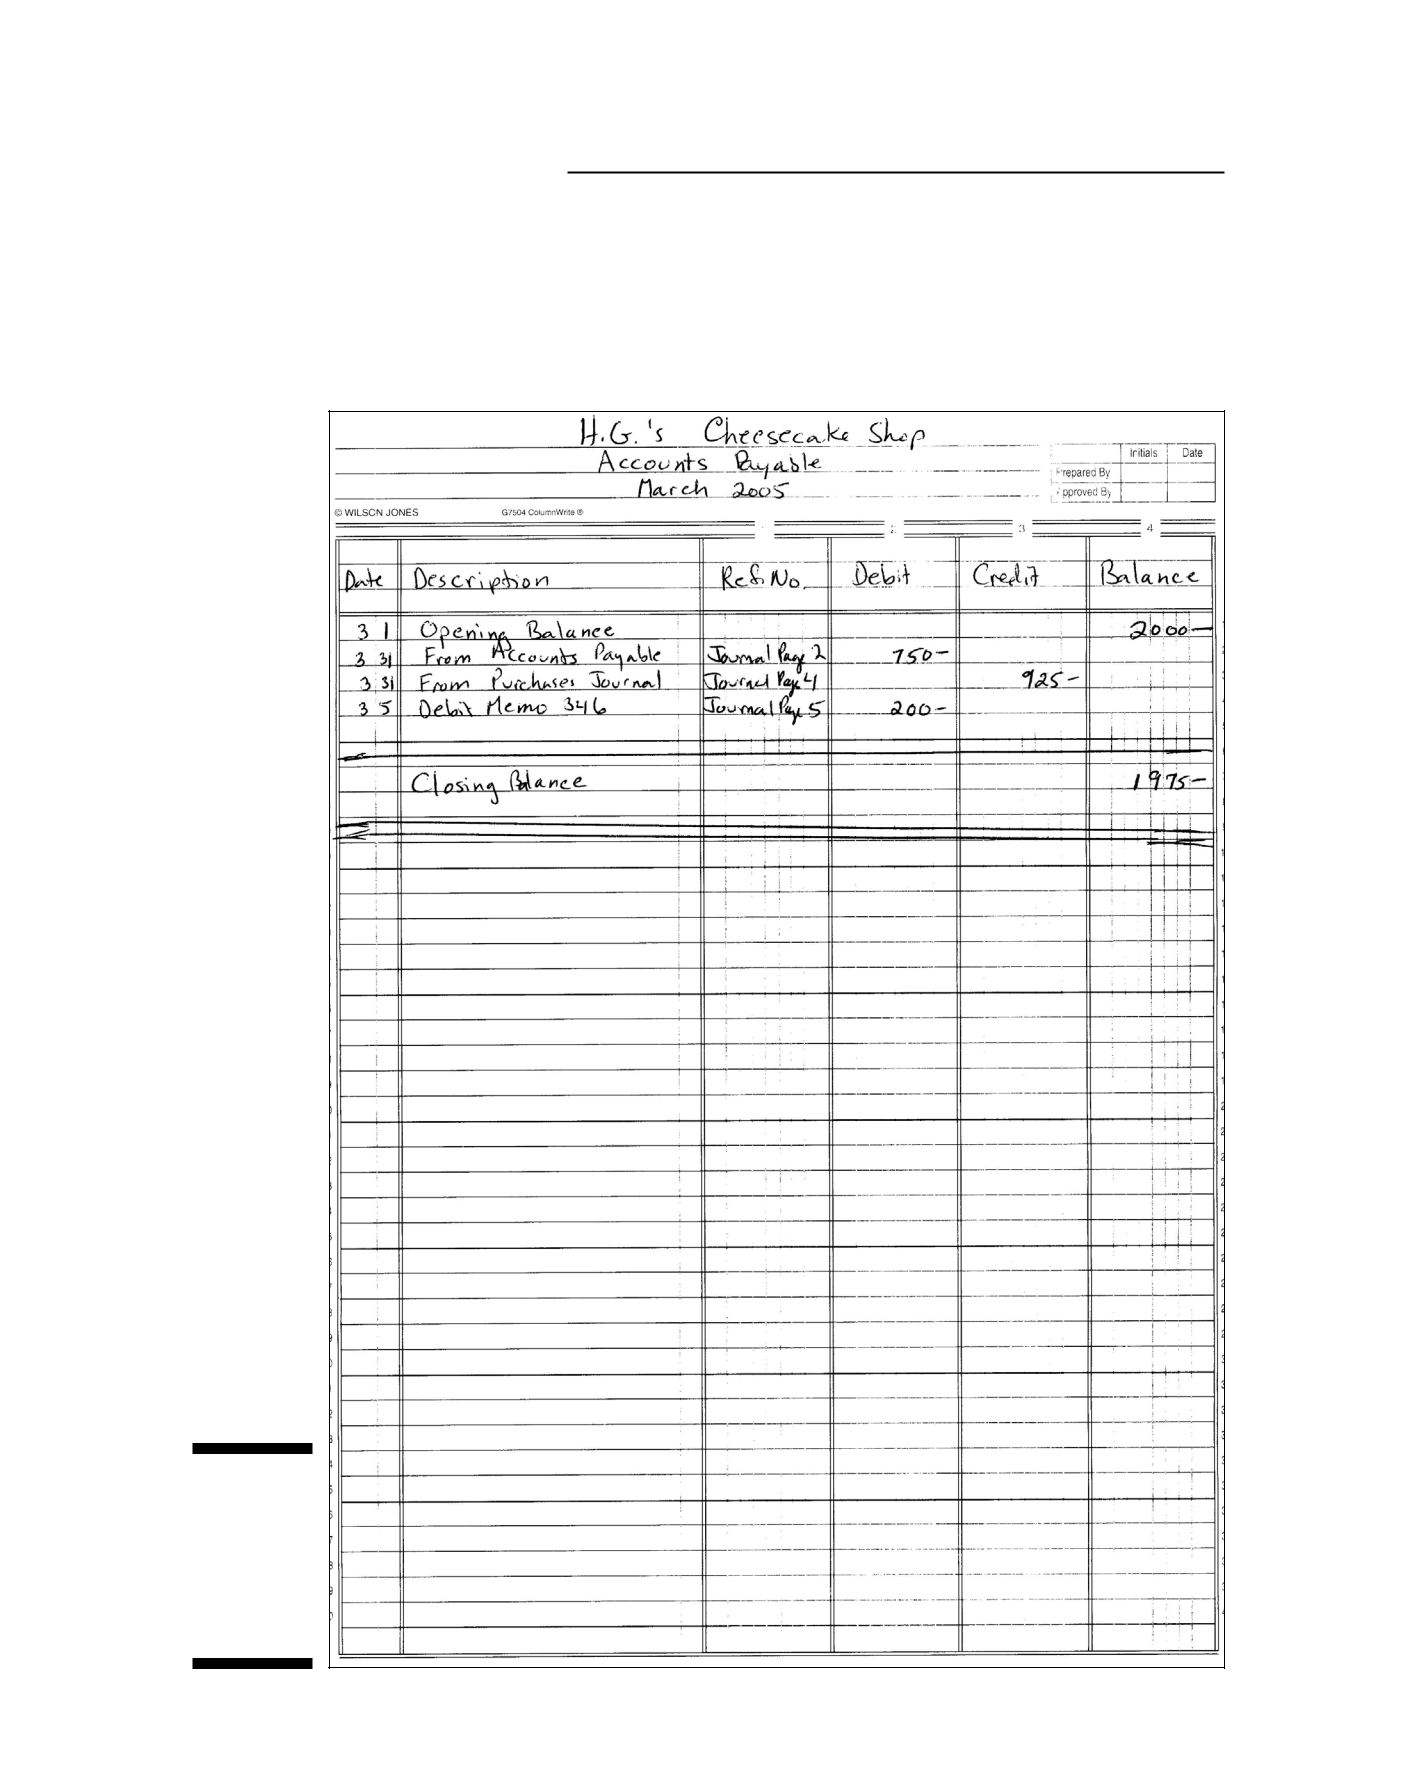 H.G.'s Cheesecake Shop
Accounts Payable
March 2005
Initials Date
Prepared By
Approved By
© WILSON JONES G7504 ColumnWrite ®
2 3 4
Date Description Ref. No. Debit Credit Balance
3 1 Opening Balance 2000-
3 31 From Accounts Payable Journal Page 2 750-
3 31 From Purchases Journal Journal Page 4 925-
3 5 Debit Memo 346 Journal Page 5 200-
Closing Balance 1975-